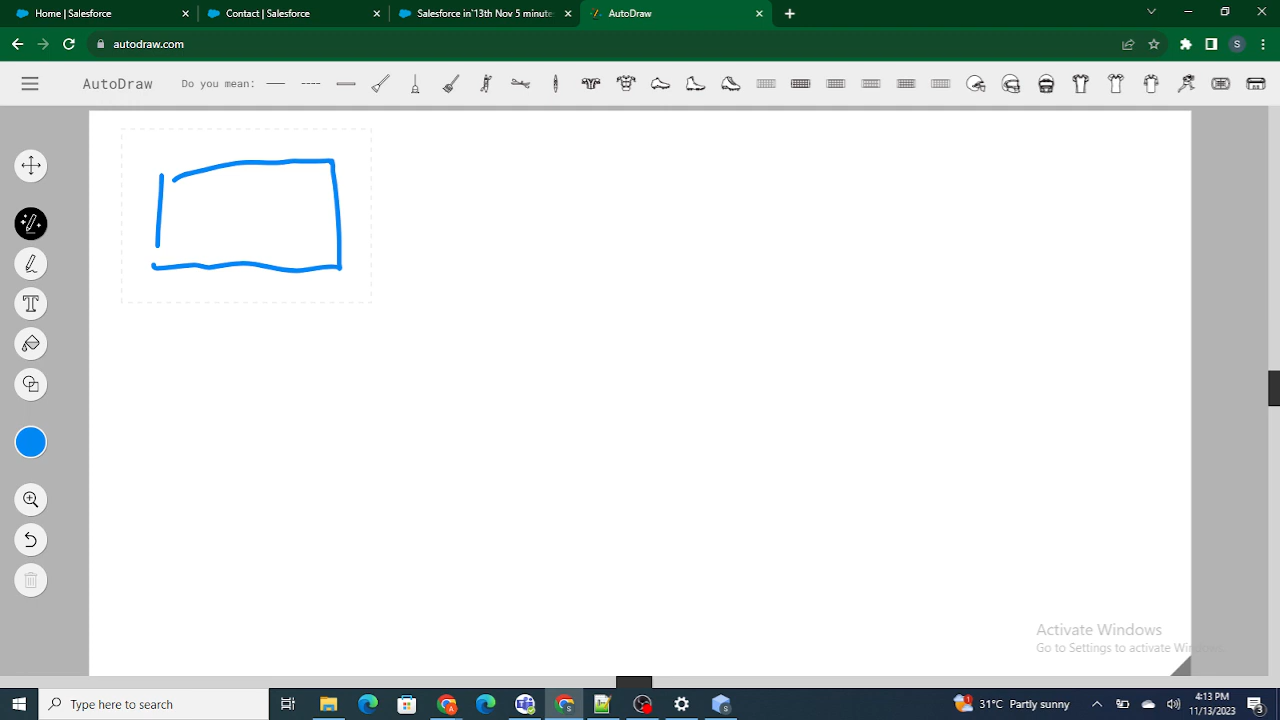 Home | Salesforce
Contact | Salesforce
Salesforce in 13th Nov 5 minute
AutoDraw
autodraw.com
S
AutoDraw
Do you mean:
T
Activate Windows
Go to Settings to activate Windows.
Type here to search
31°C Partly sunny
4:13 PM
11/13/2023